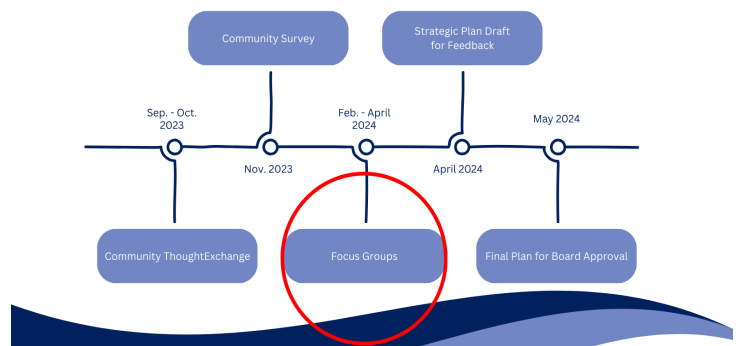 Community Survey
Strategic Plan Draft
for Feedback
Sep. - Oct.
2023
Feb. - April
2024
May 2024
Nov. 2023
April 2024
Community ThoughtExchange
Focus Groups
Final Plan for Board Approval